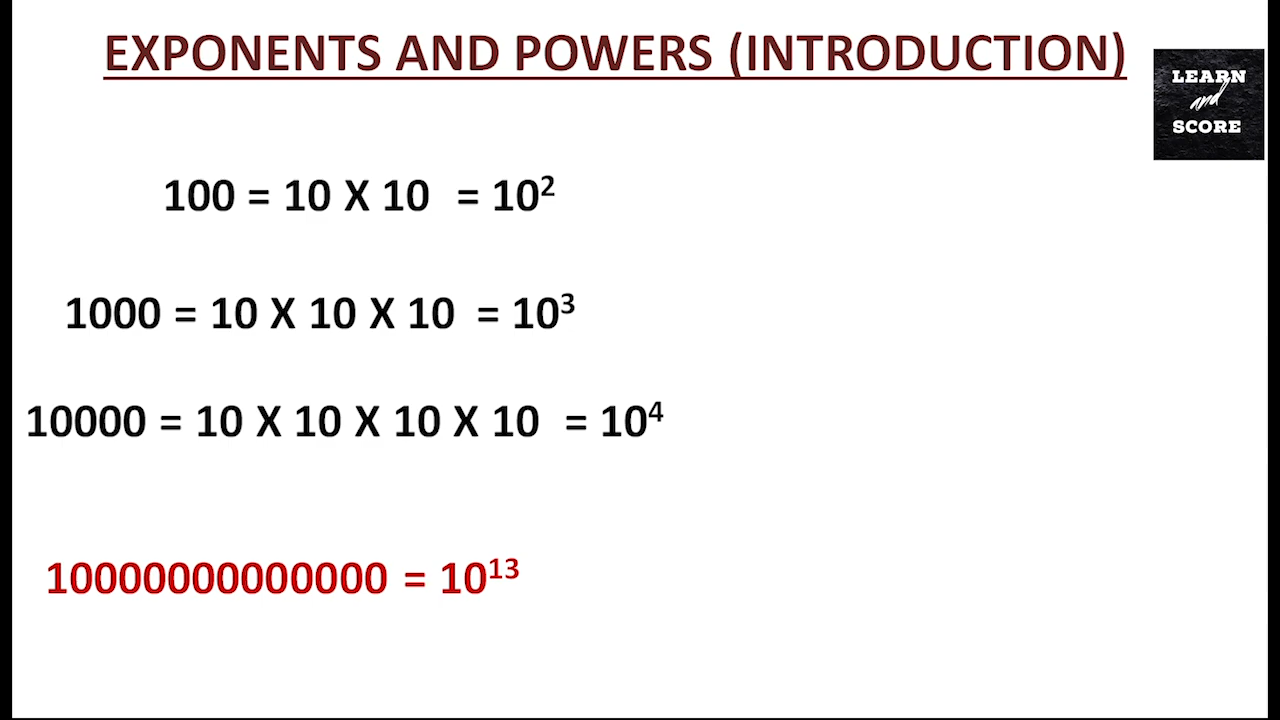 EXPONENTS AND POWERS (INTRODUCTION)
LEARN
and
SCORE
100 = 10 X 10 = 10²
1000 = 10 X 10 X 10 = 10³
10000 = 10 X 10 X 10 X 10 = 10⁴
10000000000000 = 10¹³